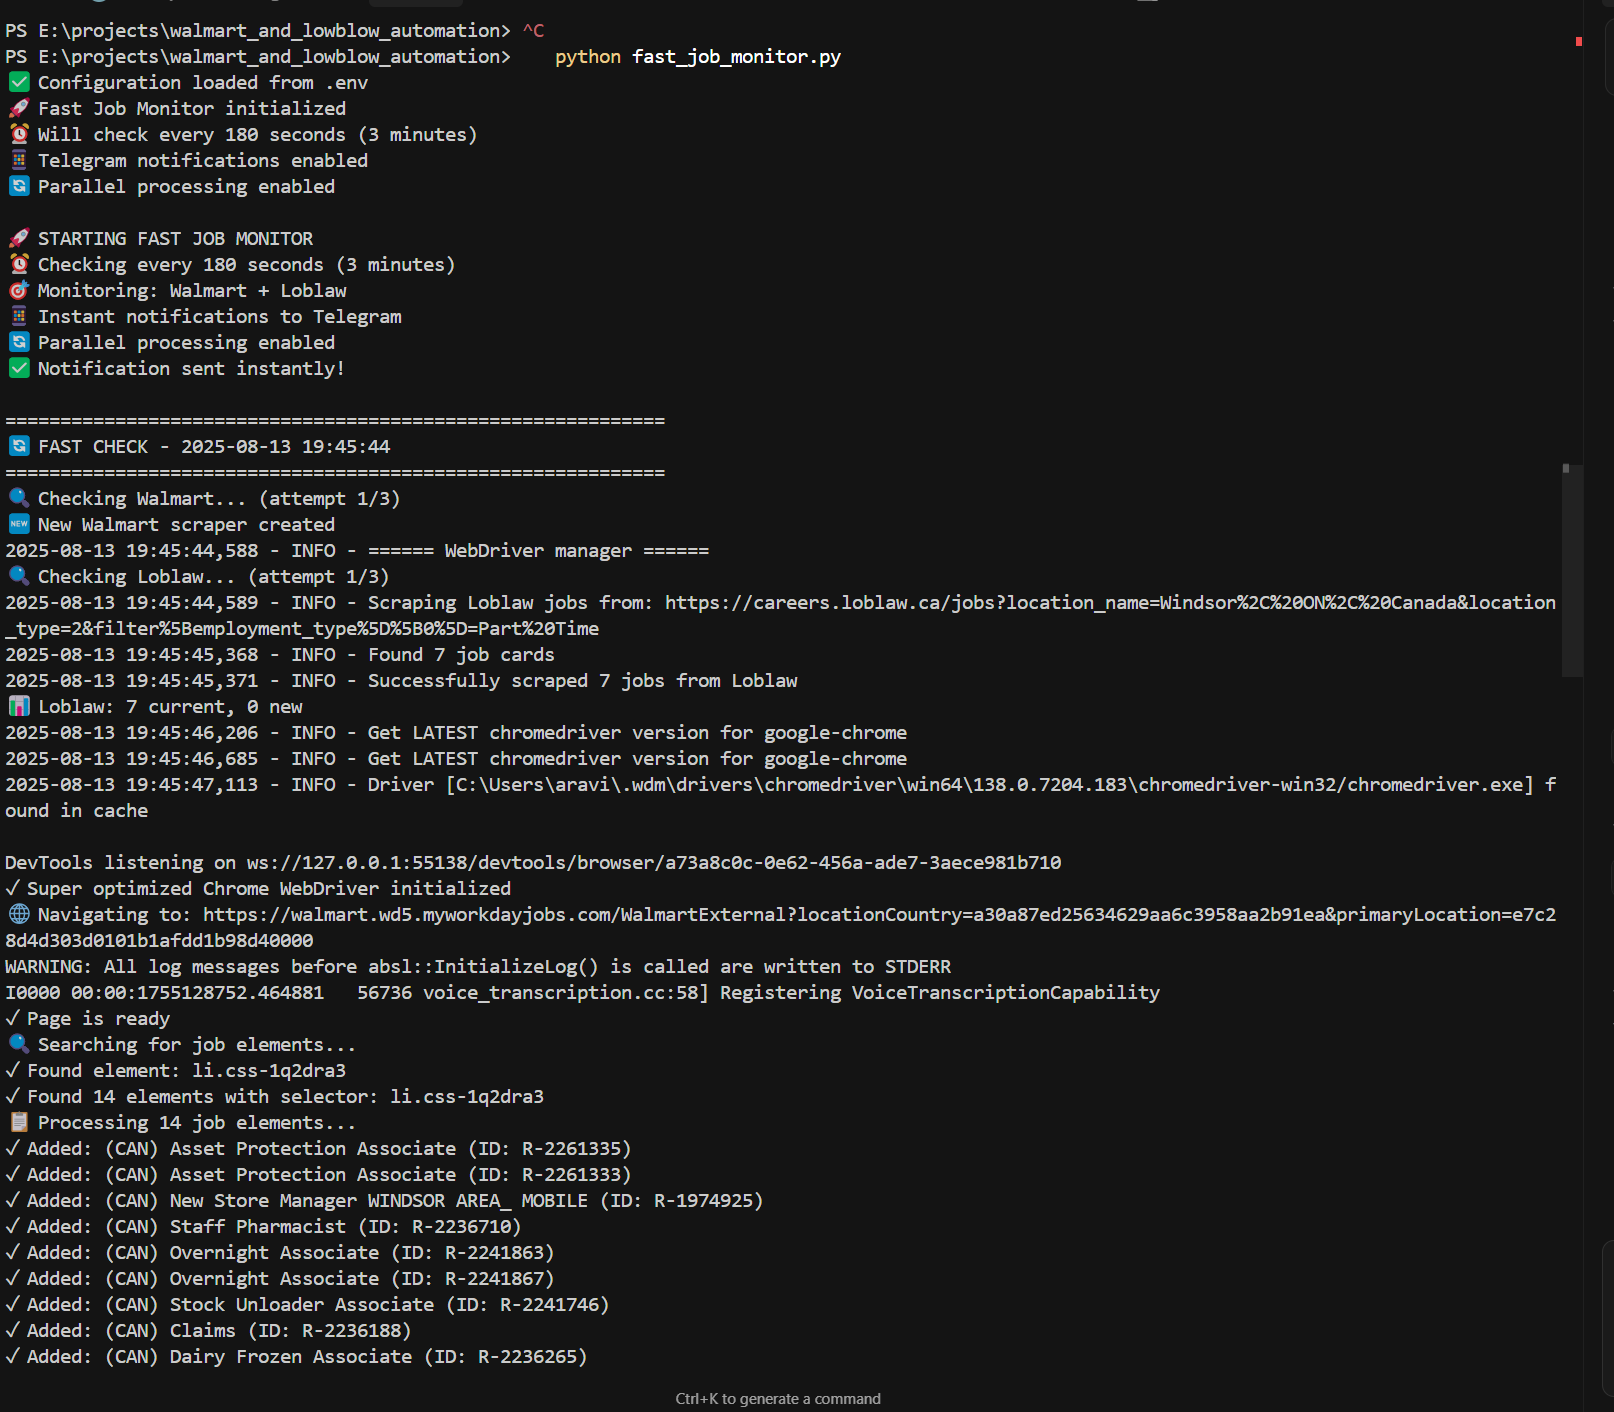 PS E:\projects\walmart_and_lowblow_automation> ^C
PS E:\projects\walmart_and_lowblow_automation>    python fast_job_monitor.py
✅ Configuration loaded from .env
🚀 Fast Job Monitor initialized
⏰ Will check every 180 seconds (3 minutes)
📱 Telegram notifications enabled
🔄 Parallel processing enabled
🚀 STARTING FAST JOB MONITOR
⏰ Checking every 180 seconds (3 minutes)
🎯 Monitoring: Walmart + Loblaw
📱 Instant notifications to Telegram
🔄 Parallel processing enabled
✅ Notification sent instantly!
============================================================
🔄 FAST CHECK - 2025-08-13 19:45:44
============================================================
🔍 Checking Walmart... (attempt 1/3)
🆕 New Walmart scraper created
2025-08-13 19:45:44,588 - INFO - ====== WebDriver manager ======
🔍 Checking Loblaw... (attempt 1/3)
2025-08-13 19:45:44,589 - INFO - Scraping Loblaw jobs from: https://careers.loblaw.ca/jobs?location_name=Windsor%2C%20ON%2C%20Canada&location
_type=2&filter%5Bemployment_type%5D%5B0%5D=Part%20Time
2025-08-13 19:45:45,368 - INFO - Found 7 job cards
2025-08-13 19:45:45,371 - INFO - Successfully scraped 7 jobs from Loblaw
📊 Loblaw: 7 current, 0 new
2025-08-13 19:45:46,206 - INFO - Get LATEST chromedriver version for google-chrome
2025-08-13 19:45:46,685 - INFO - Get LATEST chromedriver version for google-chrome
2025-08-13 19:45:47,113 - INFO - Driver [C:\Users\aravi\.wdm\drivers\chromedriver\win64\138.0.7204.183\chromedriver-win32/chromedriver.exe] f
ound in cache
DevTools listening on ws://127.0.0.1:55138/devtools/browser/a73a8c0c-0e62-456a-ade7-3aece981b710
✓ Super optimized Chrome WebDriver initialized
🌐 Navigating to: https://walmart.wd5.myworkdayjobs.com/WalmartExternal?locationCountry=a30a87ed25634629aa6c3958aa2b91ea&primaryLocation=e7c2
8d4d303d0101b1afdd1b98d40000
WARNING: All log messages before absl::InitializeLog() is called are written to STDERR
I0000 00:00:1755128752.464881   56736 voice_transcription.cc:58] Registering VoiceTranscriptionCapability
✓ Page is ready
🔍 Searching for job elements...
✓ Found element: li.css-1q2dra3
✓ Found 14 elements with selector: li.css-1q2dra3
📋 Processing 14 job elements...
✓ Added: (CAN) Asset Protection Associate (ID: R-2261335)
✓ Added: (CAN) Asset Protection Associate (ID: R-2261333)
✓ Added: (CAN) New Store Manager WINDSOR AREA_ MOBILE (ID: R-1974925)
✓ Added: (CAN) Staff Pharmacist (ID: R-2236710)
✓ Added: (CAN) Overnight Associate (ID: R-2241863)
✓ Added: (CAN) Overnight Associate (ID: R-2241867)
✓ Added: (CAN) Stock Unloader Associate (ID: R-2241746)
✓ Added: (CAN) Claims (ID: R-2236188)
✓ Added: (CAN) Dairy Frozen Associate (ID: R-2236265)
Ctrl+K to generate a command